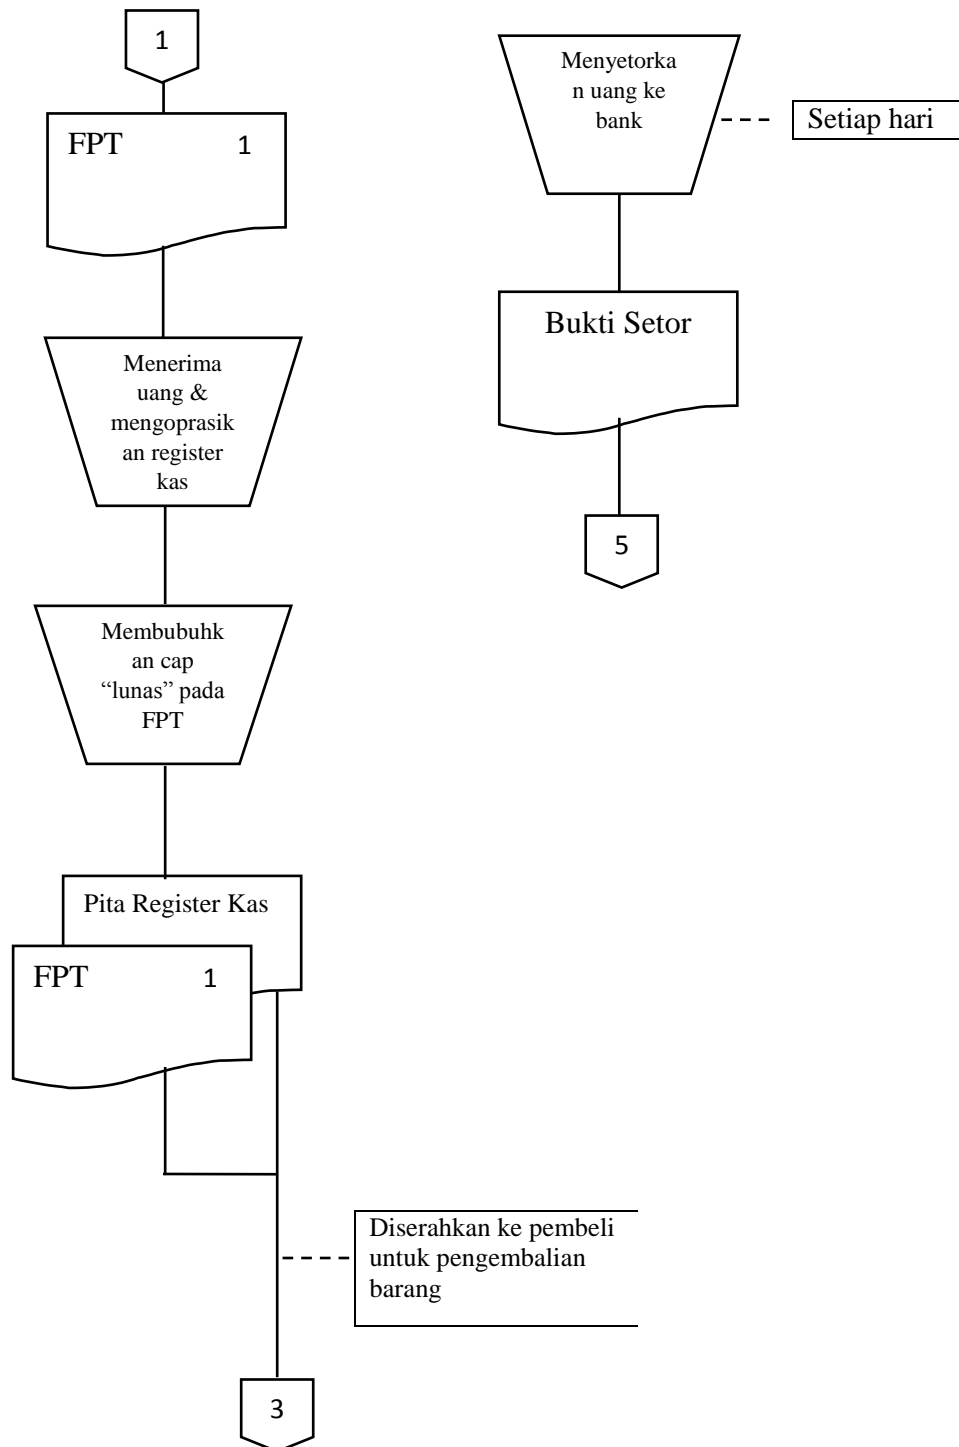 1
FPT 1
Menerima
uang &
mengoprasik
an register
kas
Membubuhk
an cap
“lunas” pada
FPT
Pita Register Kas
FPT 1
Diserahkan ke pembeli
untuk pengembalian
barang
3
Menyetorka
n uang ke
bank
Setiap hari
Bukti Setor
5